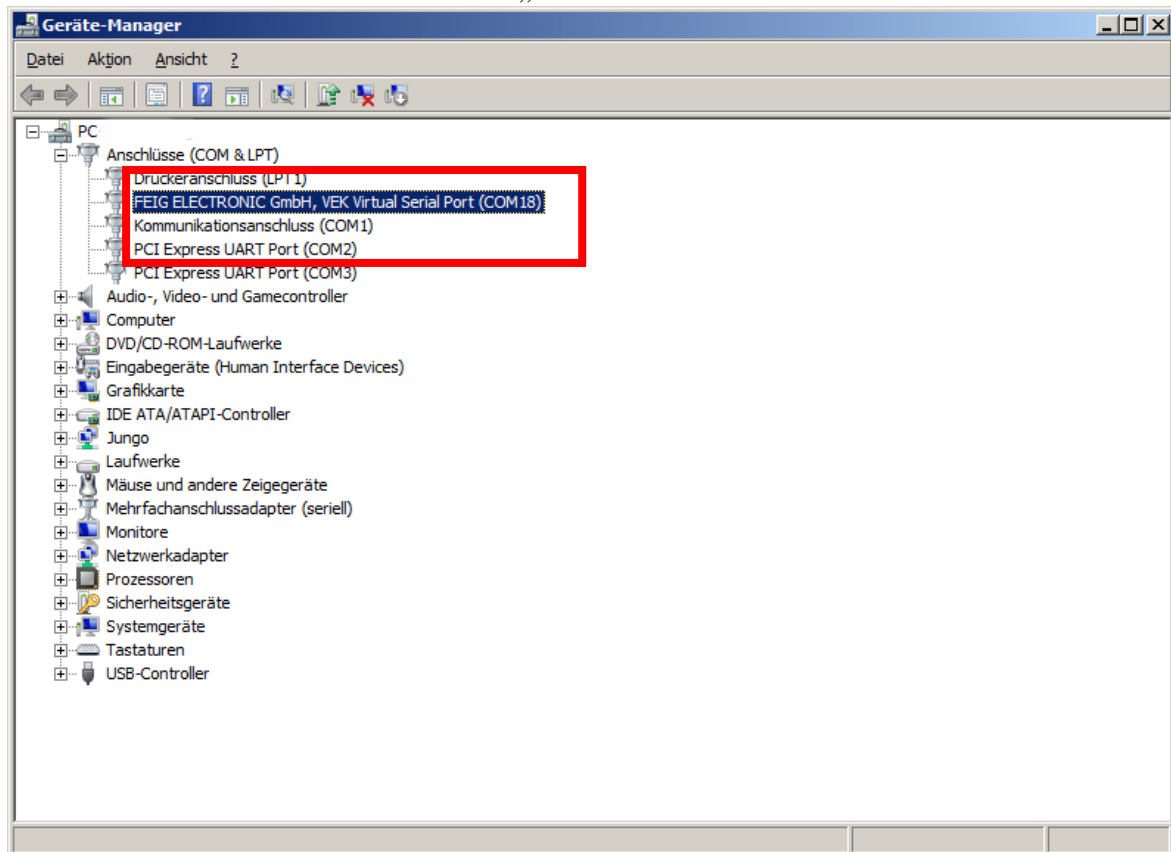 ,,
Geräte-Manager
Datei Aktion Ansicht ?
PC
Anschlüsse (COM & LPT)
Druckeranschluss (LPT1)
FEIG ELECTRONIC GmbH, VEK Virtual Serial Port (COM18)
Kommunikationsanschluss (COM1)
PCI Express UART Port (COM2)
PCI Express UART Port (COM3)
Audio-, Video- und Gamecontroller
Computer
DVD/CD-ROM-Laufwerke
Eingabegeräte (Human Interface Devices)
Grafikkarte
IDE ATA/ATAPI-Controller
Jungo
Laufwerke
Mäuse und andere Zeigegeräte
Mehrfachanschlussadapter (seriell)
Monitore
Netzwerkadapter
Prozessoren
Sicherheitsgeräte
Systemgeräte
Tastaturen
USB-Controller